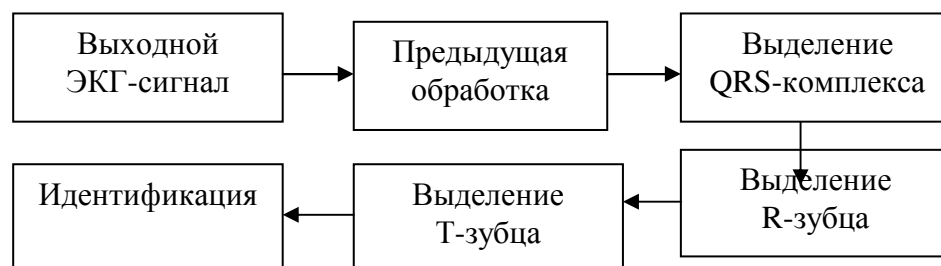 Выходной
ЭКГ-сигнал
Предыдущая
обработка
Выделение
QRS-комплекса
Выделение
R-зубца
Выделение
Т-зубца
Идентификация